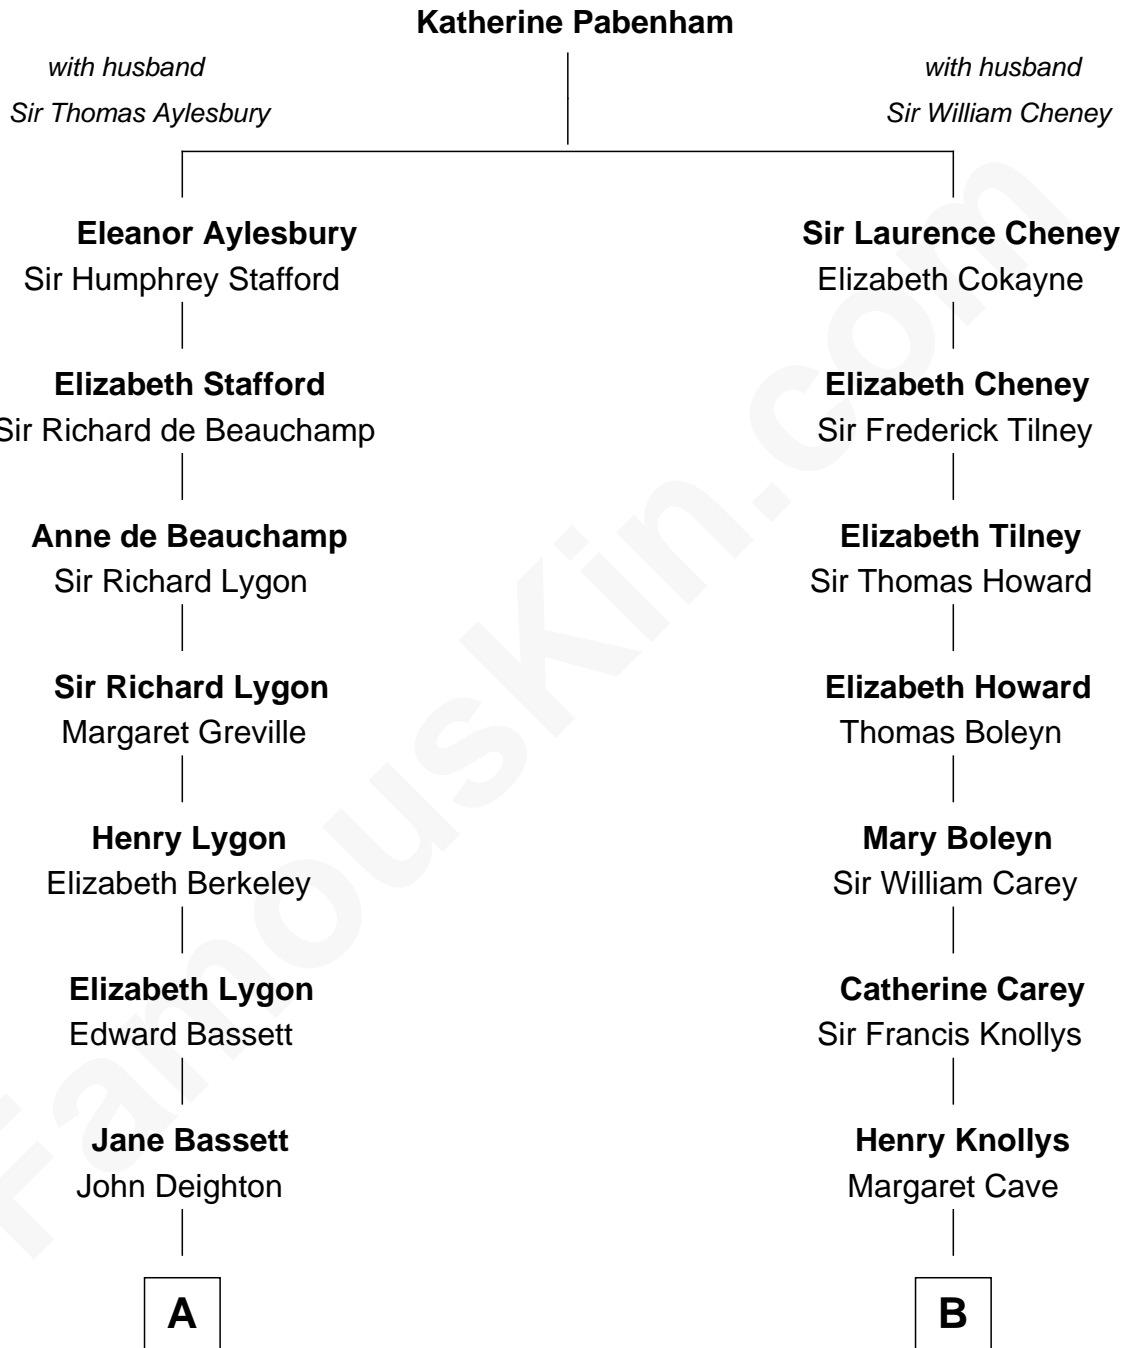 Katherine Pabenham
with husband
Sir Thomas Aylesbury
with husband
Sir William Cheney
Eleanor Aylesbury
Sir Humphrey Stafford
Elizabeth Stafford
Sir Richard de Beauchamp
Anne de Beauchamp
Sir Richard Lygon
Sir Richard Lygon
Margaret Greville
Henry Lygon
Elizabeth Berkeley
Elizabeth Lygon
Edward Bassett
Jane Bassett
John Deighton
A
Sir Laurence Cheney
Elizabeth Cokayne
Elizabeth Cheney
Sir Frederick Tilney
Elizabeth Tilney
Sir Thomas Howard
Elizabeth Howard
Thomas Boleyn
Mary Boleyn
Sir William Carey
Catherine Carey
Sir Francis Knollys
Henry Knollys
Margaret Cave
B
FamousKin.com